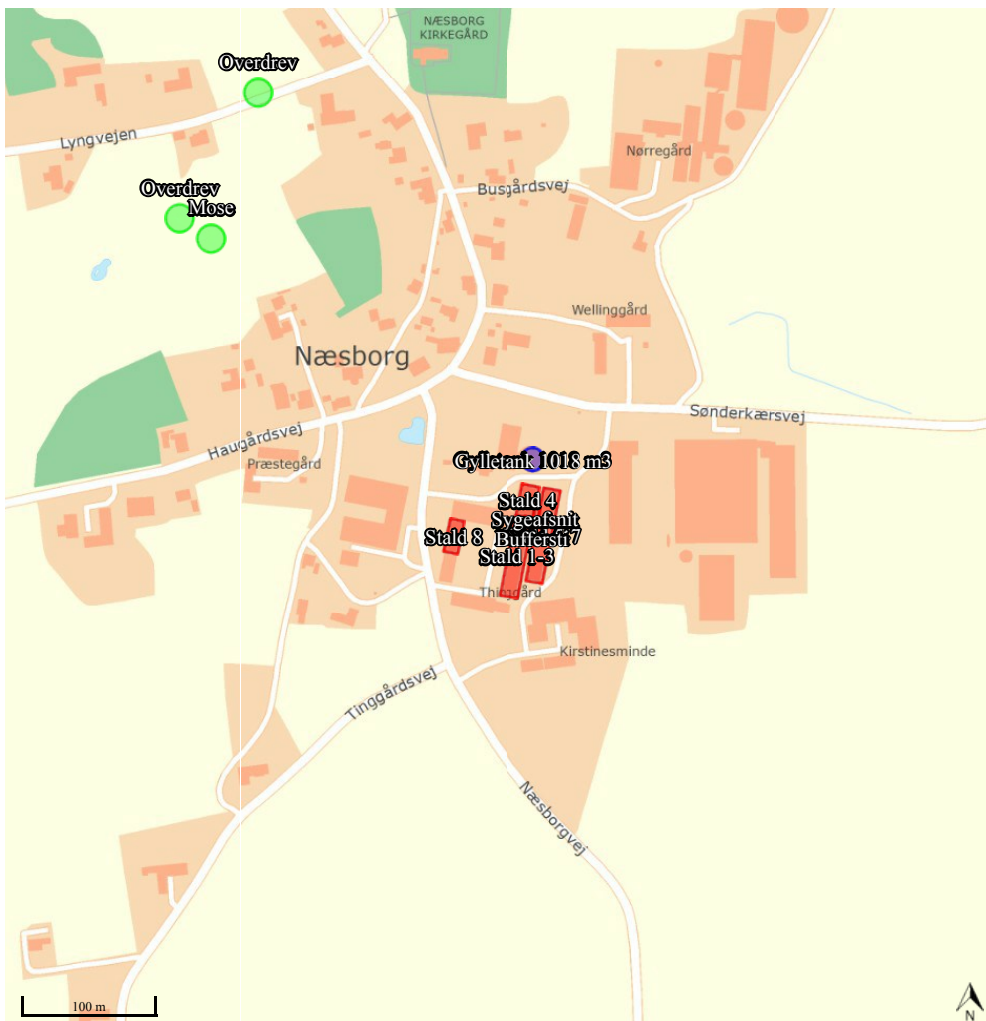 NÆSBORG
KIRKEGÅRD
Overdrev
Lyngvejen
Nørregård
Overdrev
Busgårdsvej
Mose
Wellinggård
Næsborg
Sønderkærsvej
Haugårdsvej
Præstegård
Gylletank 1018 m3
Stald 4
Sygeafsnit
Stald 8
Buffersti
7
Stald 1-3
Thinggård
Kirstinesminde
Tinggårdsvej
Næsborgvej
100 m
N